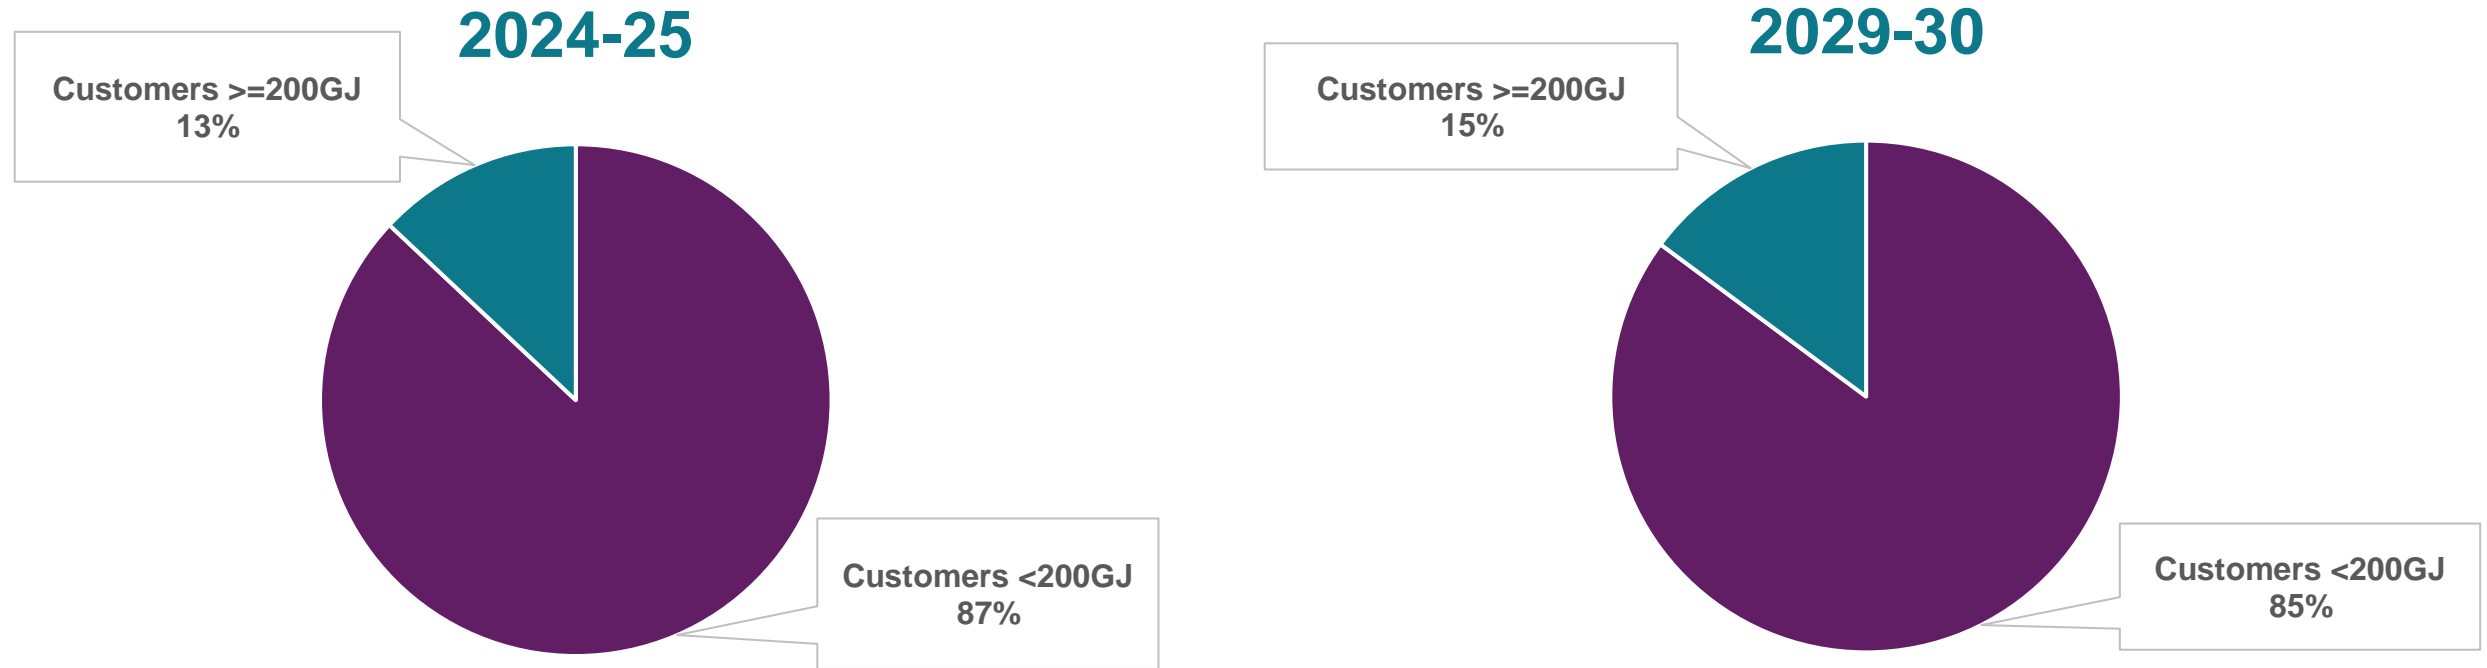 2024-25
Customers >=200GJ
13%
Customers <200GJ
87%
2029-30
Customers >=200GJ
15%
Customers <200GJ
85%